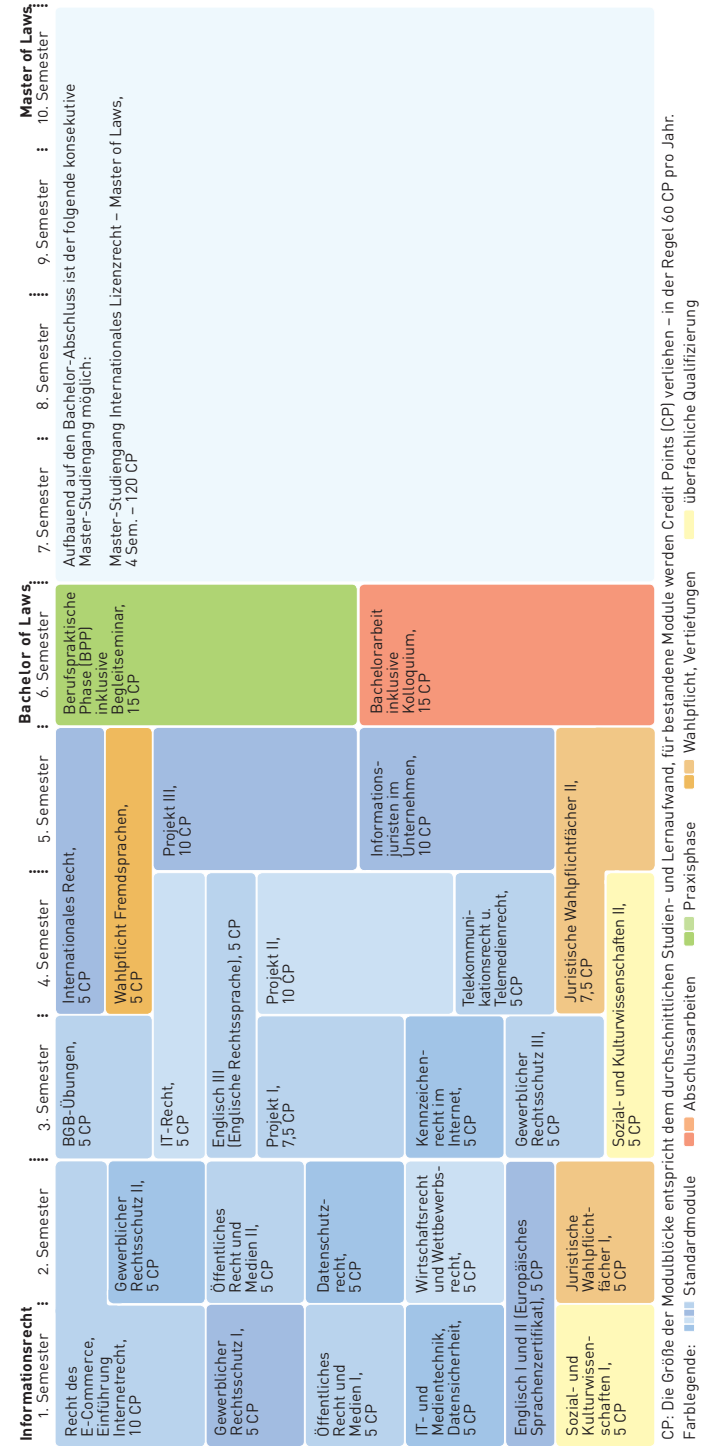 Informationsrecht
Bachelor of Laws
Master of Laws
1. Semester
2. Semester
3. Semester
4. Semester
5. Semester
6. Semester
7. Semester
8. Semester
9. Semester
10. Semester
Recht des
E-Commerce,
Einführung
Internetrecht,
10 CP
Gewerblicher
Rechtsschutz I,
5 CP
Öffentliches
Recht und
Medien I,
5 CP
IT- und
Medientechnik,
Datensicherheit,
5 CP
Englisch I und II (Europäisches
Sprachenzertifikat), 5 CP
Sozial- und
Kulturwissen-
schaften I,
5 CP
Gewerblicher
Rechtsschutz II,
5 CP
Öffentliches
Recht und
Medien II,
5 CP
Datenschutz-
recht,
5 CP
Wirtschaftsrecht
und Wettbewerbs-
recht,
5 CP
Juristische
Wahlpflicht-
fächer I,
5 CP
BGB-Übungen,
5 CP
IT-Recht,
5 CP
Englisch III
(Englische Rechtssprache), 5 CP
Projekt I,
7,5 CP
Kennzeichen-
recht im
Internet,
5 CP
Gewerblicher
Rechtsschutz III,
5 CP
Sozial- und Kulturwissenschaften II,
5 CP
Internationales Recht,
5 CP
Wahlpflicht Fremdsprachen,
5 CP
Projekt II,
10 CP
Telekommuni-
kationsrecht u.
Telemedienrecht,
5 CP
Juristische Wahlpflichtfächer II,
7,5 CP
Projekt III,
10 CP
Informations-
juristen im
Unternehmen,
10 CP
Berufspraktische
Phase (BPP)
inklusive
Begleitseminar,
15 CP
Bachelorarbeit
inklusive
Kolloquium,
15 CP
Aufbauend auf den Bachelor-Abschluss ist der folgende konsekutive
Master-Studiengang möglich:
Master-Studiengang Internationales Lizenzrecht – Master of Laws,
4 Sem. – 120 CP
CP: Die Größe der Modulblöcke entspricht dem durchschnittlichen Studien- und Lernaufwand, für bestandene Module werden Credit Points (CP) verliehen – in der Regel 60 CP pro Jahr.
Farblegende: Standardmodule Abschlussarbeiten Praxisphase Wahlpflicht, Vertiefungen überfachliche Qualifizierung